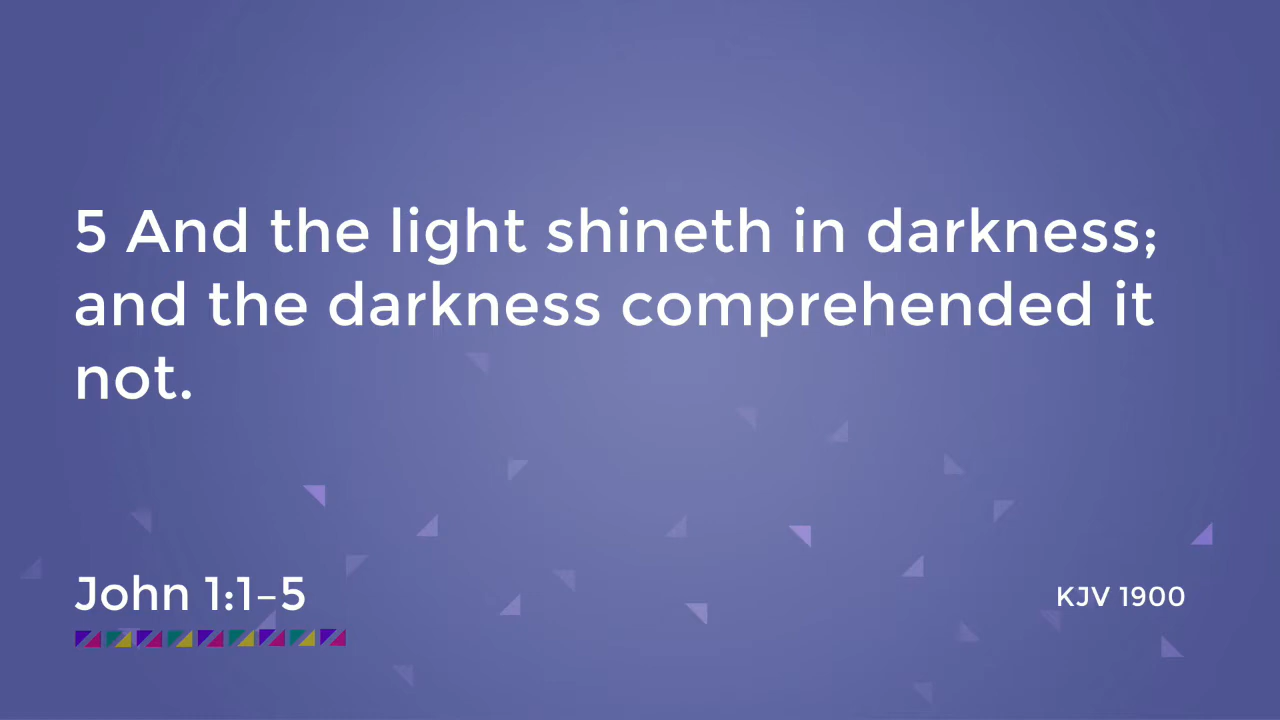 5 And the light shineth in darkness;
and the darkness comprehended it
not.
John 1:1–5
KJV 1900